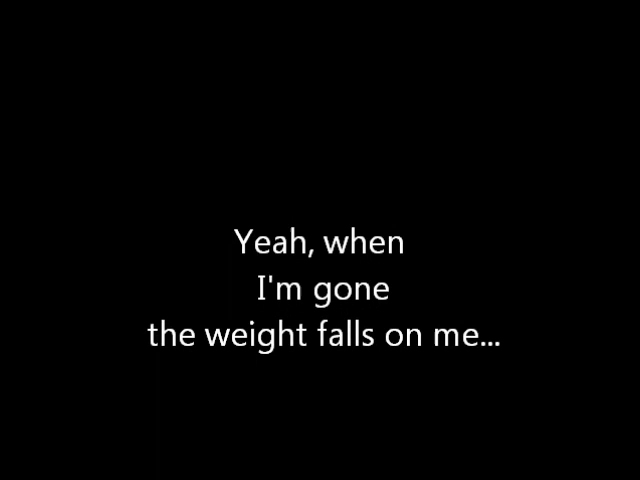 Yeah, when
I'm gone
the weight falls on me...